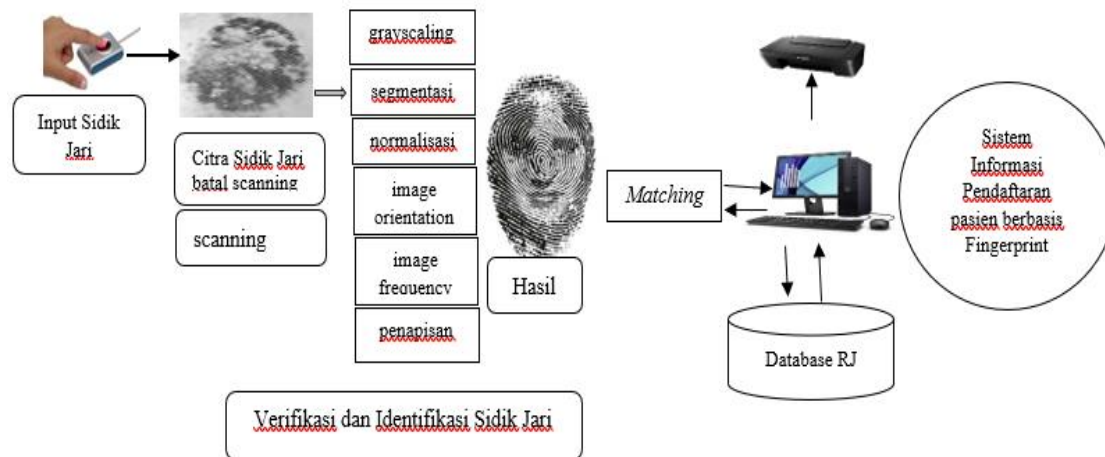 Input Sidik
Jari
Citra Sidik Jari
batal scanning
scanning
grayscaling
segmentasi
normalisasi
image
orientation
image
frequency
penapisan
Hasil
Matching
Database RJ
Sistem
Informasi
Pendaftaran
pasien berbasis
Fingerprint
Verifikasi dan Identifikasi Sidik Jari